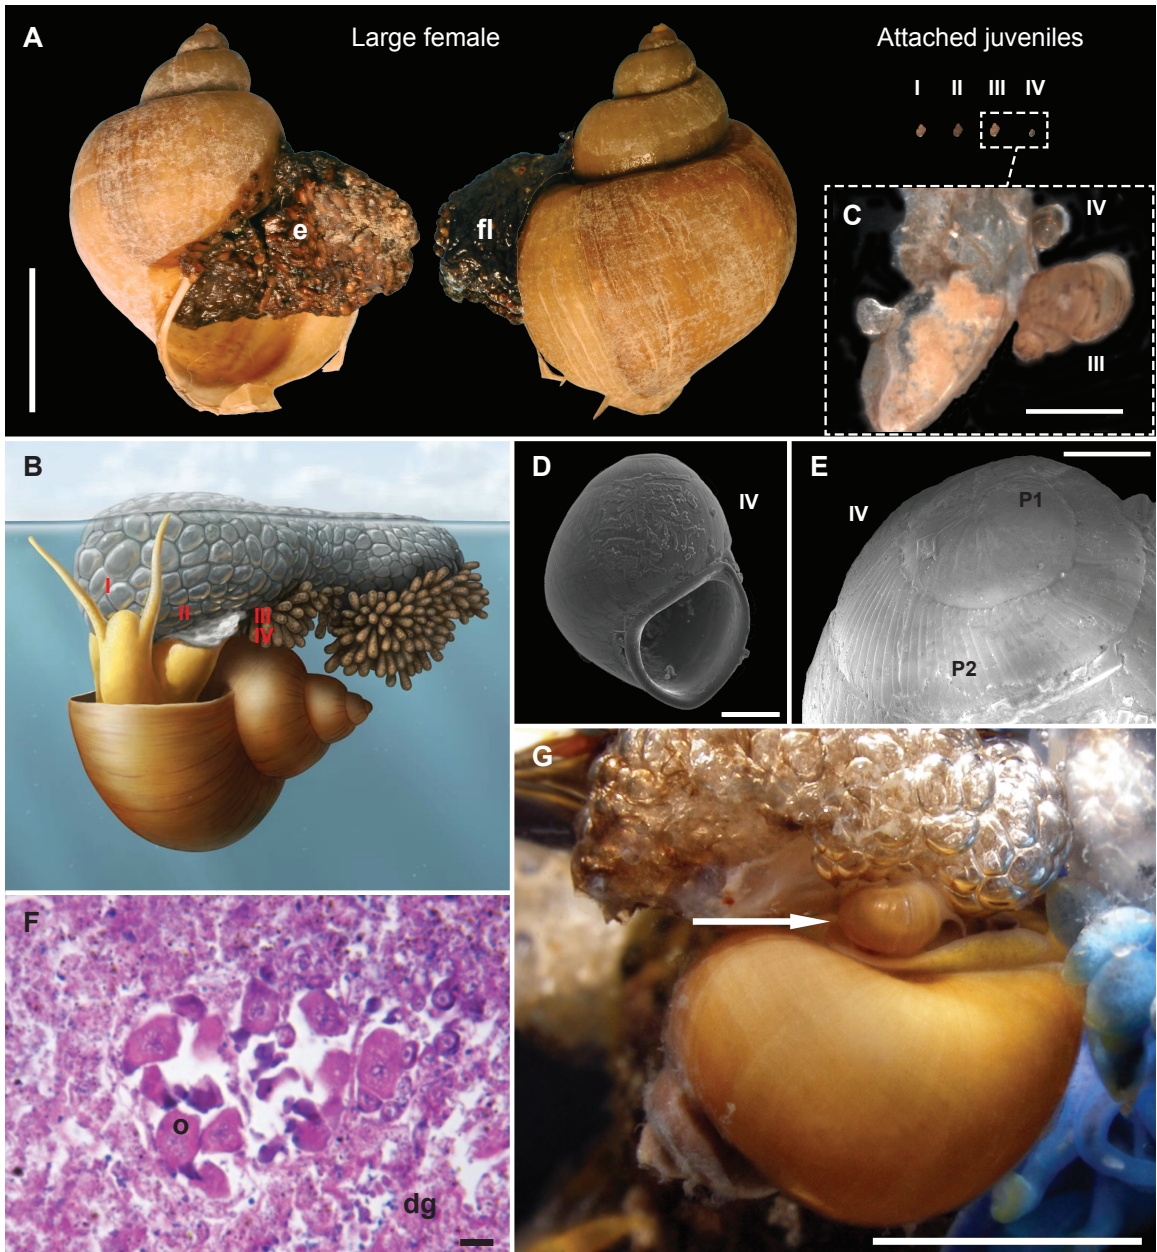 A
Large female
Attached juveniles
I II III IV
e
fl
C
IV
III
B
I
II
III
IV
D
IV
E
IV
P1
P2
F
o
dg
G